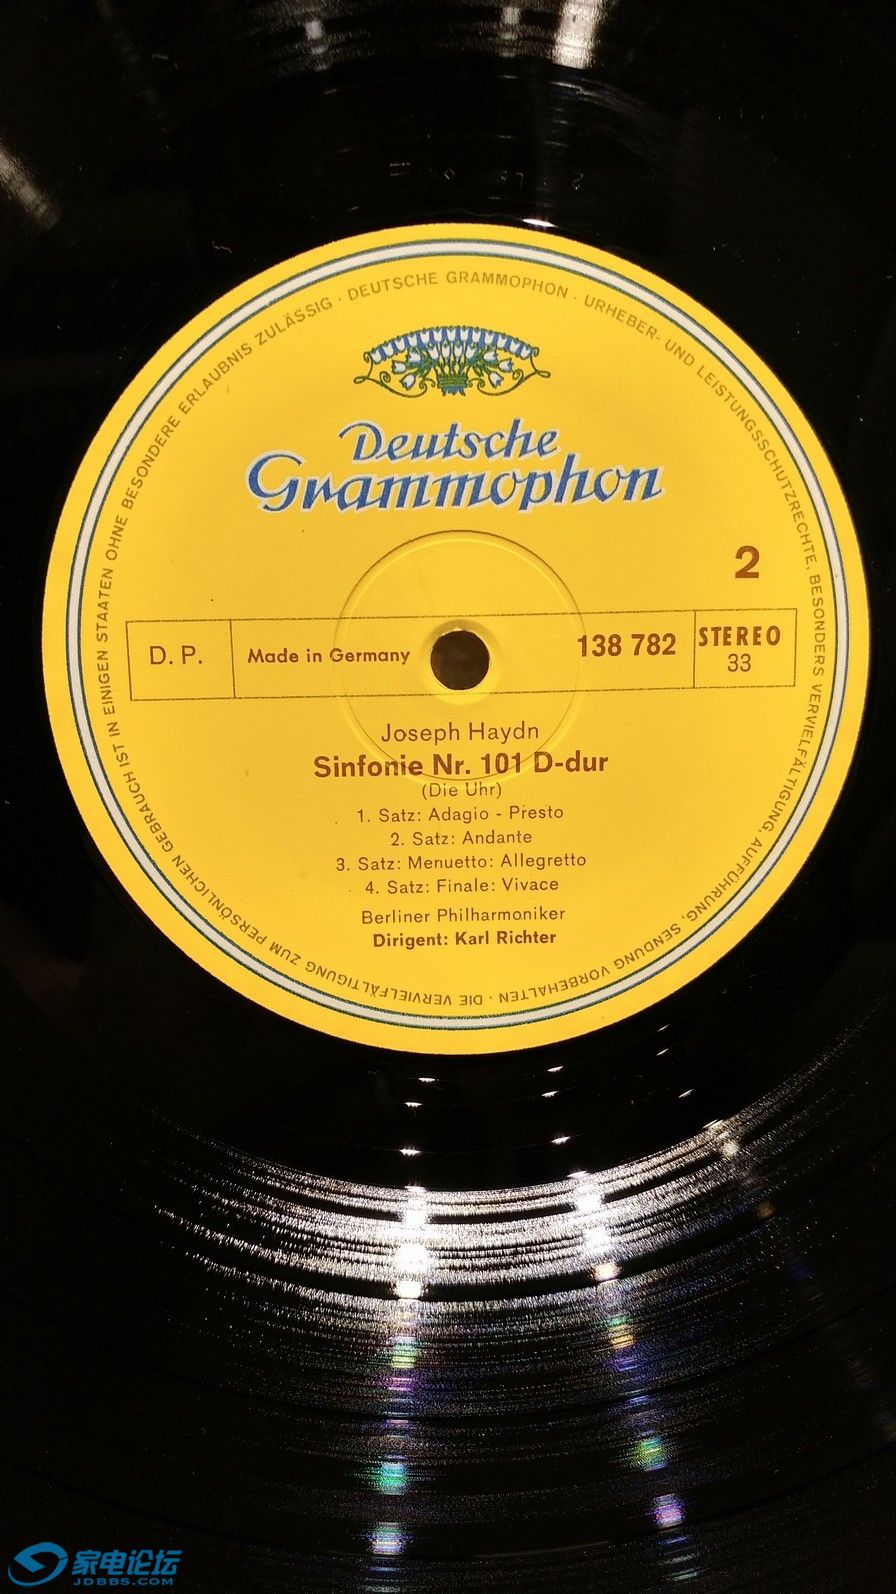 DEUTSCHE GRAMMOPHON · URHEBER- UND LEISTUNGSSCHUTZRECHTE, BESONDERS VERVIELFÄLTIGUNG, AUFFÜHRUNG, SENDUNG VORBEHALTEN · DIE VERVIELFÄLTIGUNG ZUM PERSÖNLICHEN GEBRAUCH IST IN EINIGEN STAATEN OHNE BESONDERE ERLAUBNIS ZULÄSSIG ·
Deutsche
Grammophon
2
D. P. Made in Germany 138 782 STEREO
33
Joseph Haydn
Sinfonie Nr. 101 D-dur
(Die Uhr)
1. Satz: Adagio - Presto
2. Satz: Andante
3. Satz: Menuetto: Allegretto
4. Satz: Finale: Vivace
Berliner Philharmoniker
Dirigent: Karl Richter
家电论坛
JDBBS.COM